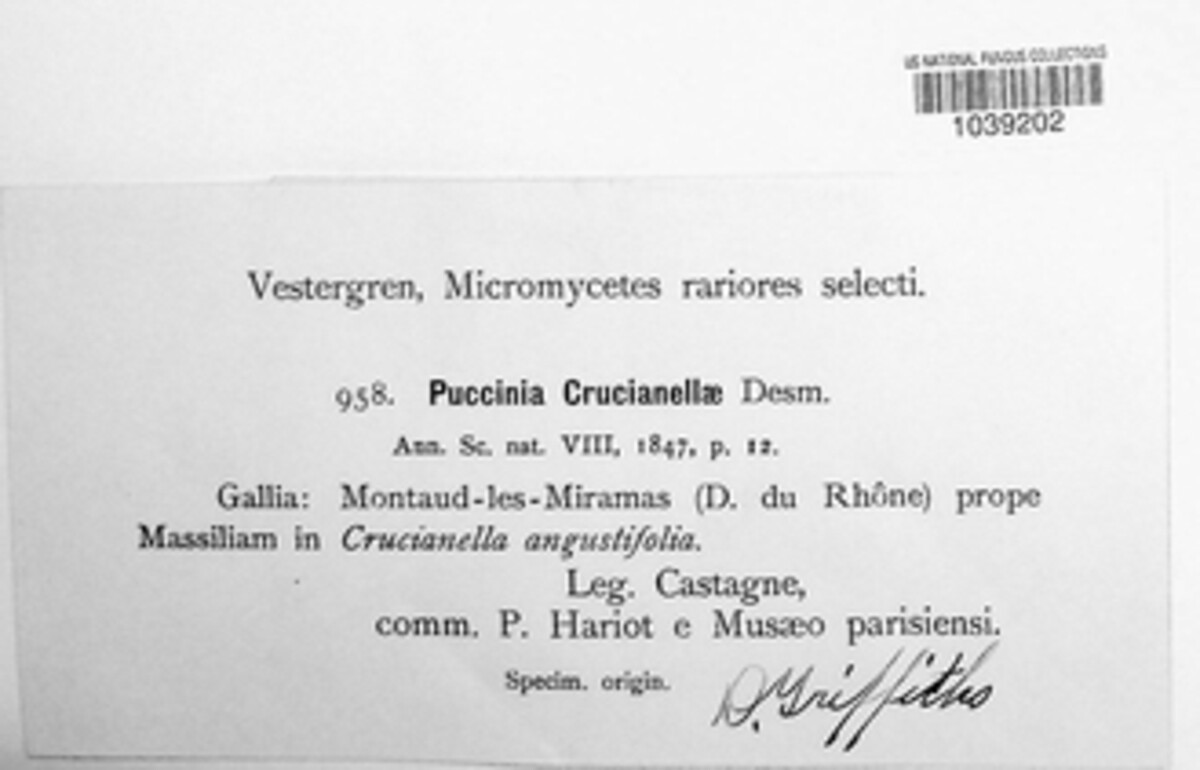 US NATIONAL FUNGUS COLLECTIONS
1039202
Vestergren, Micromycetes rariores selecti.
958. Puccinia Crucianellæ Desm.
Ann. Sc. nat. VIII, 1847, p. 12.
Gallia: Montaud-les-Miramas (D. du Rhône) prope
Massiliam in Crucianella angustifolia.
Leg. Castagne,
comm. P. Hariot e Musæo parisiensi.
Specim. origin.
D. Griffiths